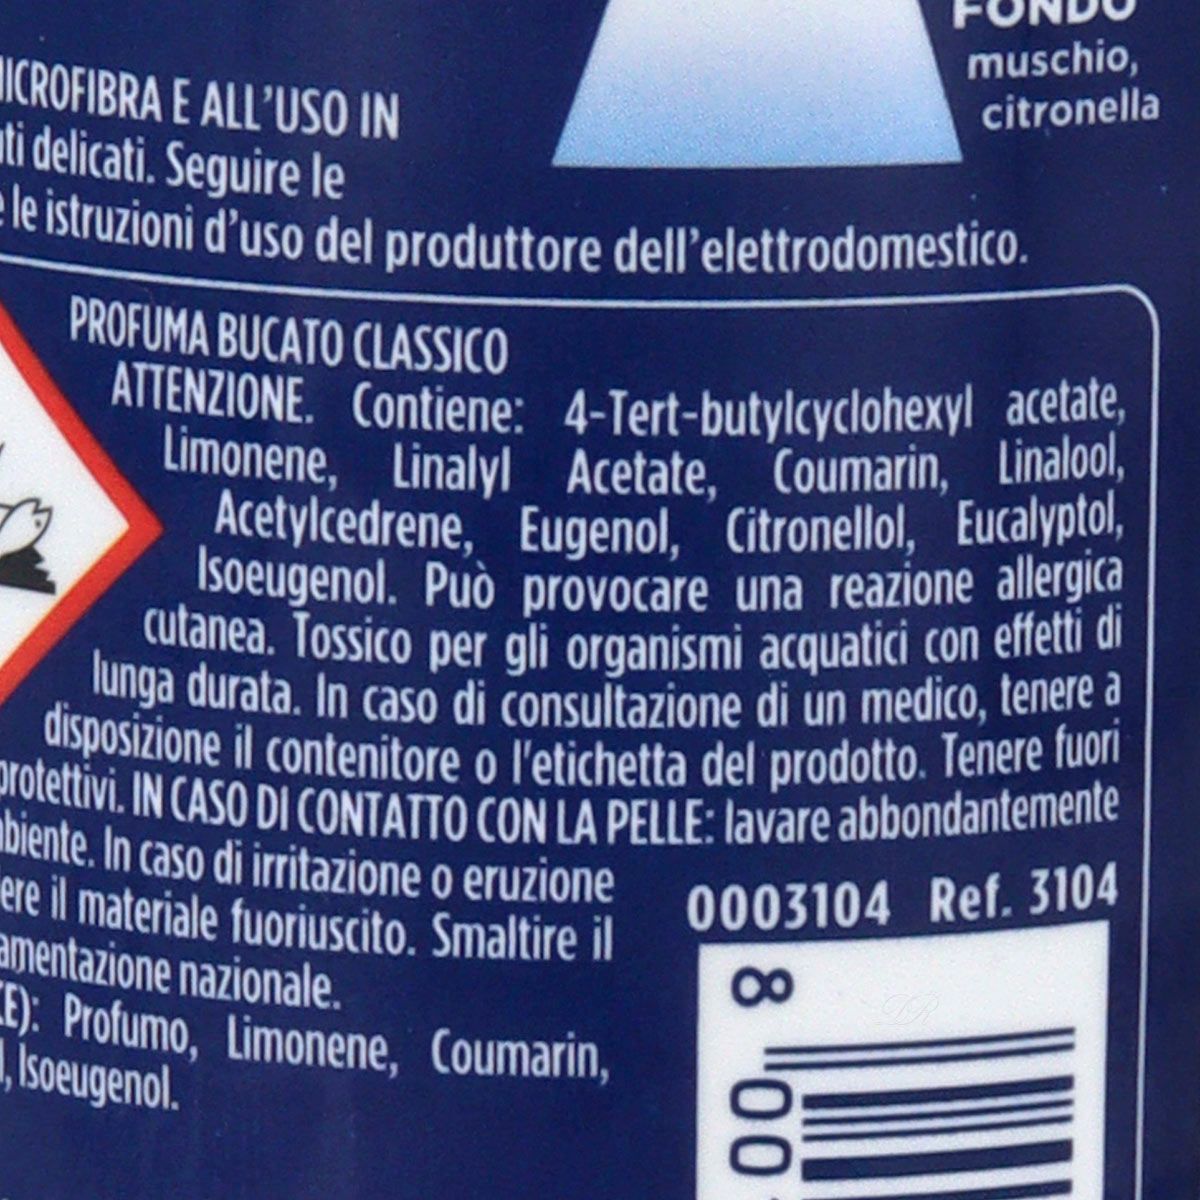 FONDO
muschio,
citronella
MICROFIBRA E ALL'USO IN
delicati. Seguire le
le istruzioni d'uso del produttore dell'elettrodomestico.
PROFUMA BUCATO CLASSICO
ATTENZIONE. Contiene: 4-Tert-butylcyclohexyl acetate,
Limonene, Linalyl Acetate, Coumarin, Linalool,
Acetylcedrene, Eugenol, Citronellol, Eucalyptol,
Isoeugenol. Può provocare una reazione allergica
cutanea. Tossico per gli organismi acquatici con effetti di
lunga durata. In caso di consultazione di un medico, tenere a
disposizione il contenitore o l'etichetta del prodotto. Tenere fuori
protettivi. IN CASO DI CONTATTO CON LA PELLE: lavare abbondantemente
In caso di irritazione o eruzione
il materiale fuoriuscito. Smaltire il
nazionale.
Profumo, Limonene, Coumarin,
Isoeugenol.
0003104 Ref. 3104
8
00